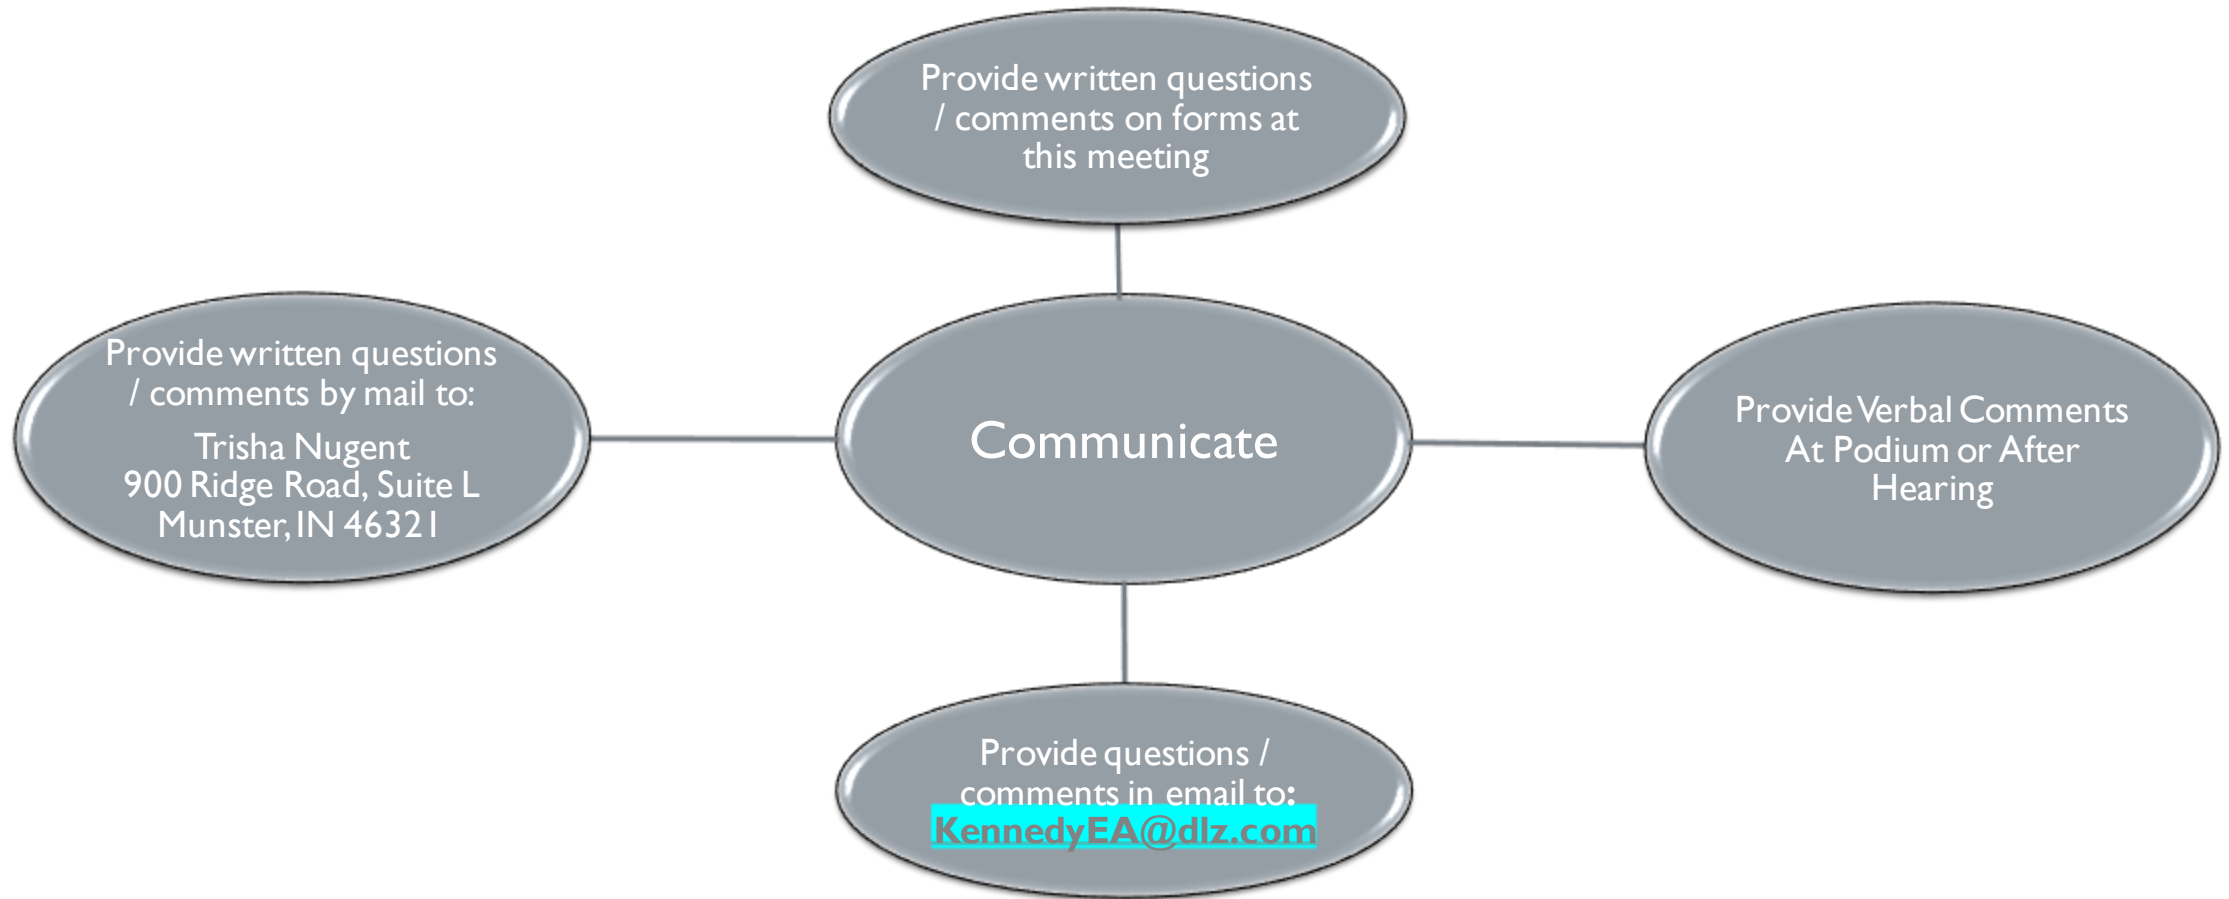 Provide written questions
/ comments on forms at
this meeting
Provide written questions
/ comments by mail to:
Trisha Nugent
900 Ridge Road, Suite L
Munster, IN 46321
Communicate
Provide Verbal Comments
At Podium or After
Hearing
Provide questions /
comments in email to:
KennedyEA@dlz.com